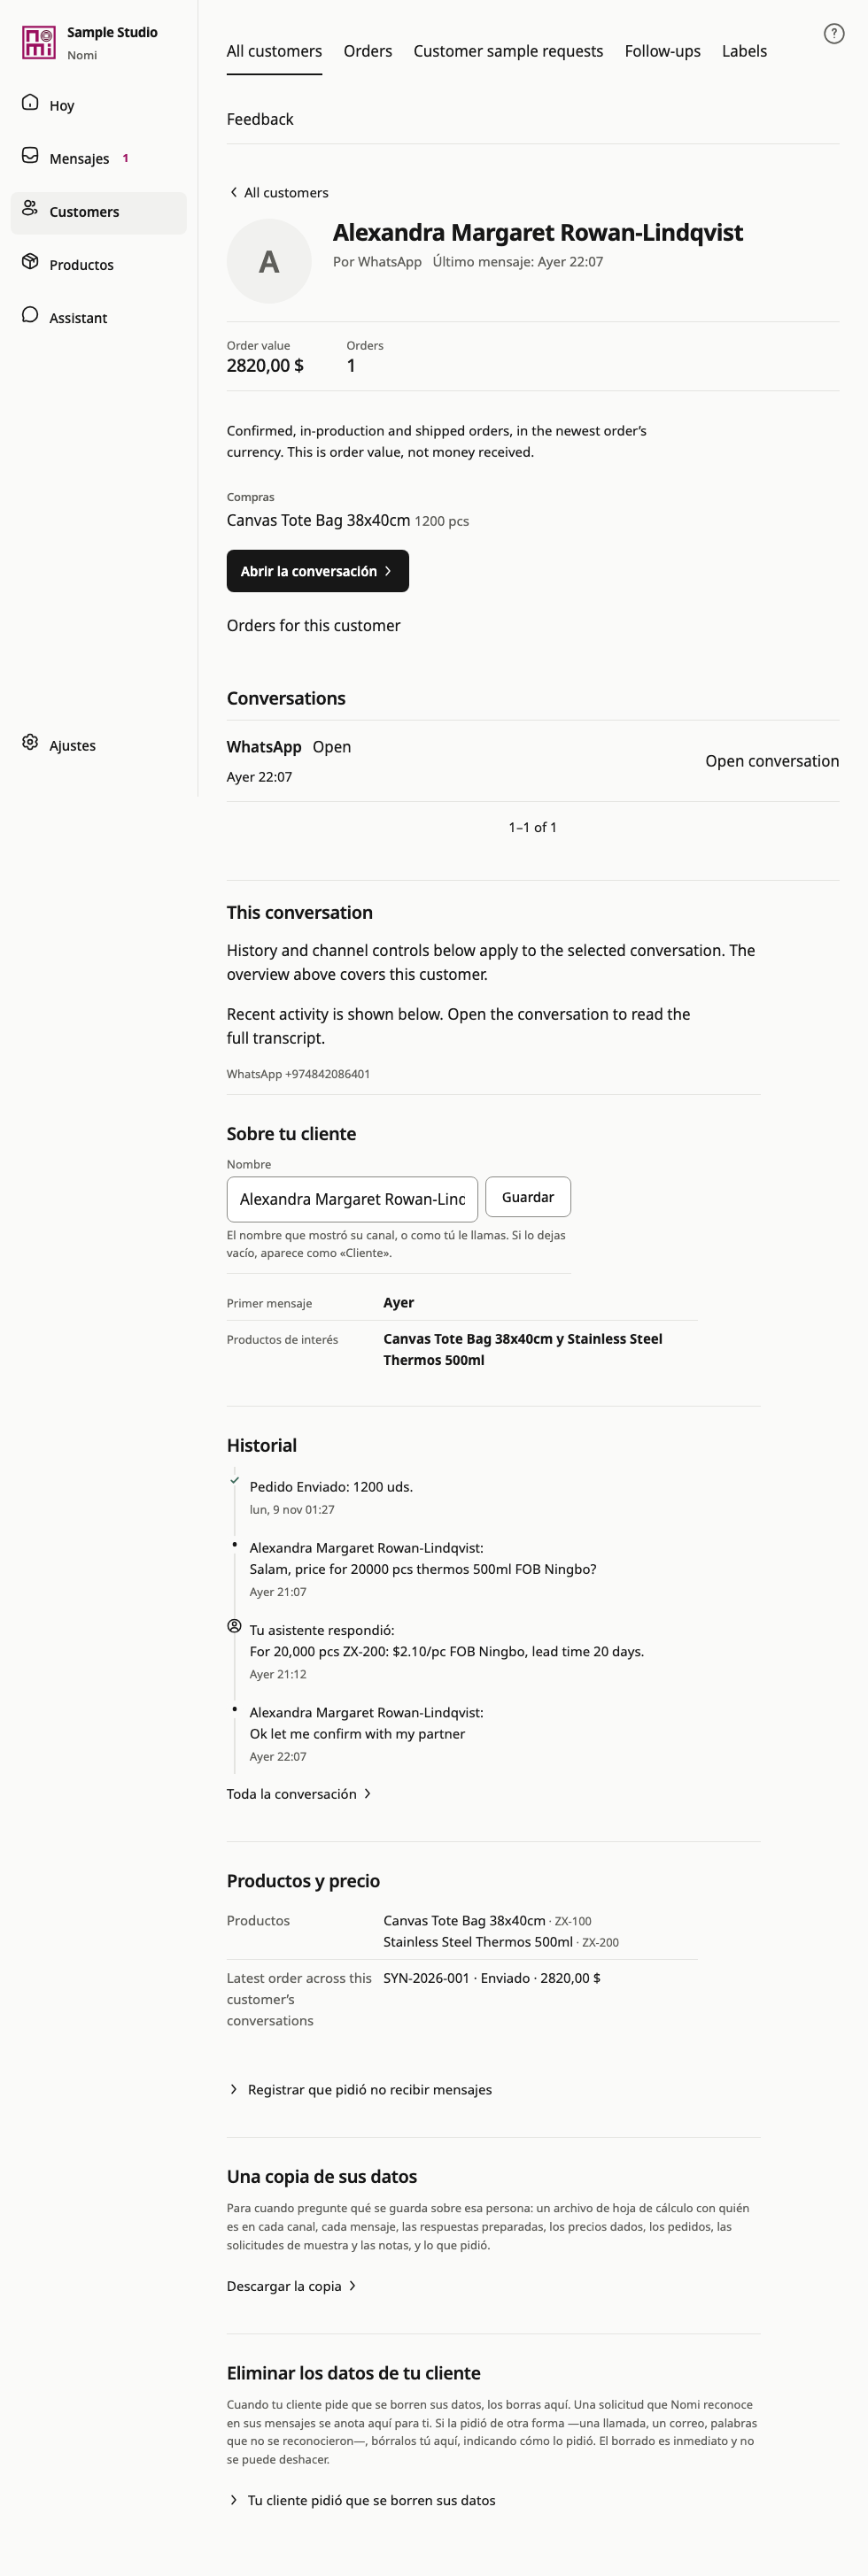 Sample Studio
Nomi
Hoy
Mensajes 1
Customers
Productos
Assistant
Ajustes
All customers Orders Customer sample requests Follow-ups Labels
Feedback
All customers
A
Alexandra Margaret Rowan-Lindqvist
Por WhatsApp Último mensaje: Ayer 22:07
Order value Orders
2820,00 $ 1
Confirmed, in-production and shipped orders, in the newest order’s
currency. This is order value, not money received.
Compras
Canvas Tote Bag 38x40cm 1200 pcs
Abrir la conversación
Orders for this customer
Conversations
WhatsApp Open
Ayer 22:07
Open conversation
1–1 of 1
This conversation
History and channel controls below apply to the selected conversation. The
overview above covers this customer.
Recent activity is shown below. Open the conversation to read the
full transcript.
WhatsApp +974842086401
Sobre tu cliente
Nombre
Alexandra Margaret Rowan-Linc Guardar
El nombre que mostró su canal, o como tú le llamas. Si lo dejas
vacío, aparece como «Cliente».
Primer mensaje Ayer
Productos de interés Canvas Tote Bag 38x40cm y Stainless Steel
Thermos 500ml
Historial
Pedido Enviado: 1200 uds.
lun, 9 nov 01:27
Alexandra Margaret Rowan-Lindqvist:
Salam, price for 20000 pcs thermos 500ml FOB Ningbo?
Ayer 21:07
Tu asistente respondió:
For 20,000 pcs ZX-200: $2.10/pc FOB Ningbo, lead time 20 days.
Ayer 21:12
Alexandra Margaret Rowan-Lindqvist:
Ok let me confirm with my partner
Ayer 22:07
Toda la conversación
Productos y precio
Productos Canvas Tote Bag 38x40cm · ZX-100
Stainless Steel Thermos 500ml · ZX-200
Latest order across this SYN-2026-001 · Enviado · 2820,00 $
customer’s
conversations
Registrar que pidió no recibir mensajes
Una copia de sus datos
Para cuando pregunte qué se guarda sobre esa persona: un archivo de hoja de cálculo con quién
es en cada canal, cada mensaje, las respuestas preparadas, los precios dados, los pedidos, las
solicitudes de muestra y las notas, y lo que pidió.
Descargar la copia
Eliminar los datos de tu cliente
Cuando tu cliente pide que se borren sus datos, los borras aquí. Una solicitud que Nomi reconoce
en sus mensajes se anota aquí para ti. Si la pidió de otra forma —una llamada, un correo, palabras
que no se reconocieron—, bórralos tú aquí, indicando cómo lo pidió. El borrado es inmediato y no
se puede deshacer.
Tu cliente pidió que se borren sus datos